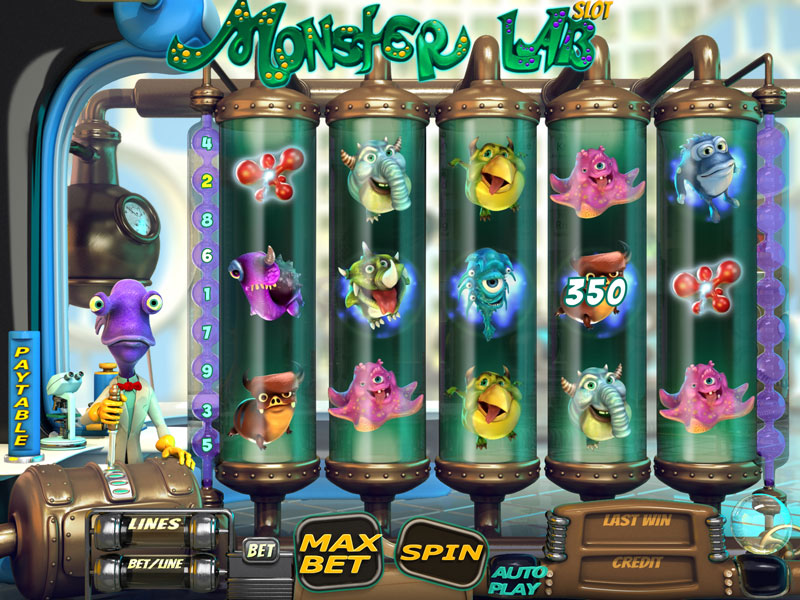 MONSTER LAB
SLOT
4
2
8
6
1
7
9
3
5
350
PAYTABLE
LINES
BET/LINE
BET
MAX
BET
SPIN
AUTO
PLAY
LAST WIN
CREDIT